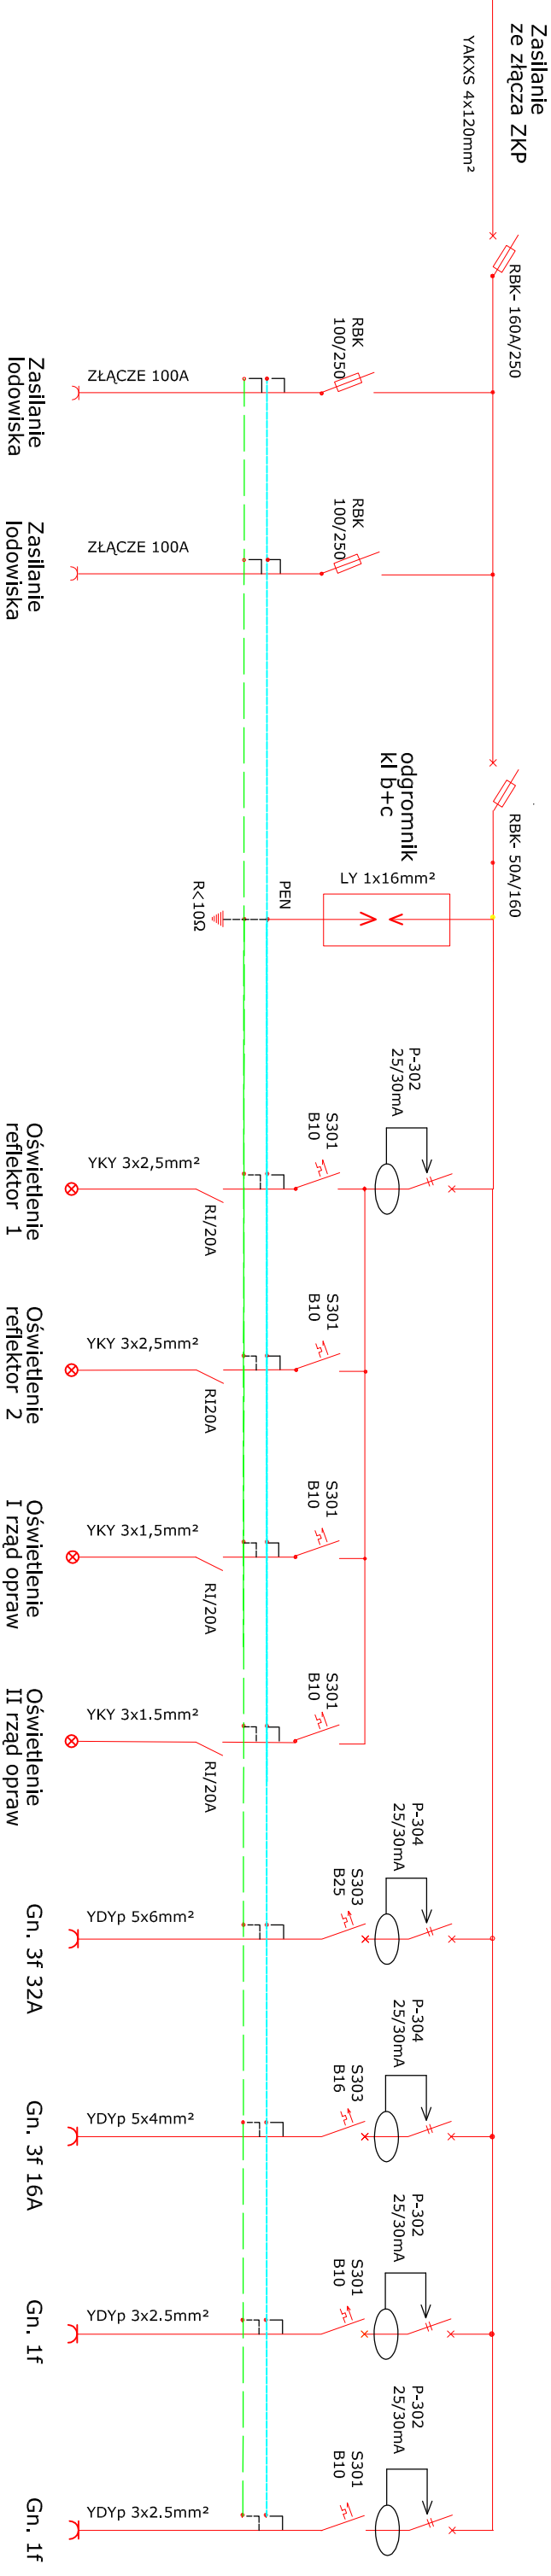 Zasilanie
ze złącza ZKP
YAKXS 4x120mm²
RBK- 160A/250
RBK
100/250
ZŁĄCZE 100A
Zasilanie
lodowiska
RBK
100/250
ZŁĄCZE 100A
Zasilanie
lodowiska
RBK- 50A/160
odgromnik
kl b+c
LY 1x16mm²
PEN
R<10Ω
P-302
25/30mA
S301
B10
YKY 3x2,5mm²
RI/20A
Oświetlenie
reflektor 1
S301
B10
YKY 3x2,5mm²
RI20A
Oświetlenie
reflektor 2
S301
B10
YKY 3x1,5mm²
RI/20A
Oświetlenie
I rząd opraw
S301
B10
YKY 3x1.5mm²
RI/20A
Oświetlenie
II rząd opraw
P-304
25/30mA
S303
B25
YDYp 5x6mm²
Gn. 3f 32A
P-304
25/30mA
S303
B16
YDYp 5x4mm²
Gn. 3f 16A
P-302
25/30mA
S301
B10
YDYp 3x2.5mm²
Gn. 1f
P-302
25/30mA
S301
B10
YDYp 3x2.5mm²
Gn. 1f